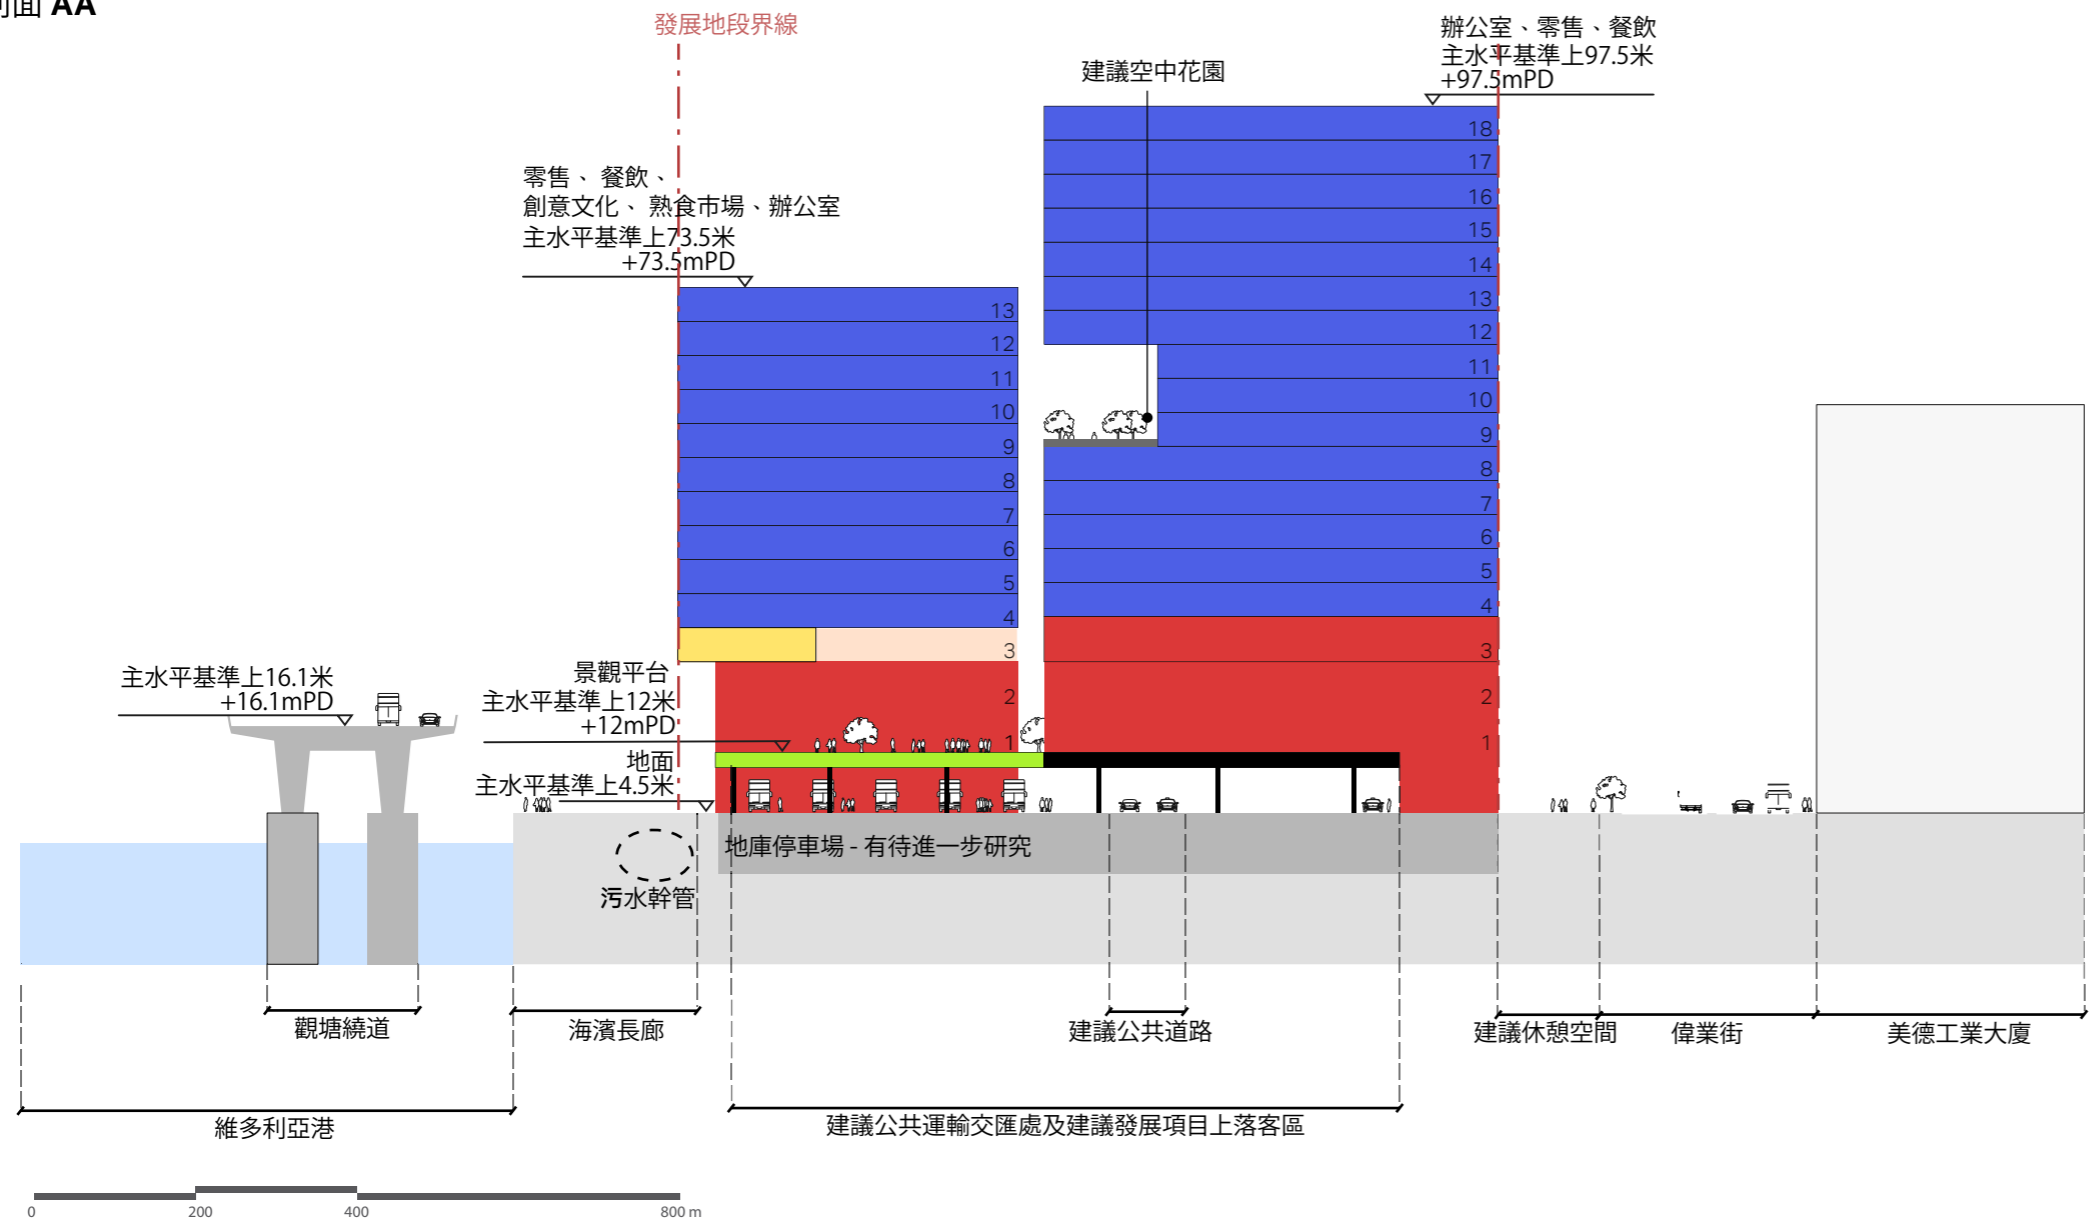 剖面 AA
發展地段界線
辦公室、零售、餐飲
主水平基準上97.5米
+97.5mPD
建議空中花園
零售、 餐飲、
創意文化、 熟食市場、辦公室
主水平基準上73.5米
+73.5mPD
18
17
16
15
14
13
12
11
10
9
8
7
6
5
4
3
2
1
13
12
11
10
9
8
7
6
5
4
3
2
1
主水平基準上16.1米
+16.1mPD
景觀平台
主水平基準上12米
+12mPD
地面
主水平基準上4.5米
地庫停車場 - 有待進一步研究
污水幹管
觀塘繞道
海濱長廊
建議公共道路
建議休憩空間
偉業街
美德工業大廈
維多利亞港
建議公共運輸交匯處及建議發展項目上落客區
0
200
400
800 m